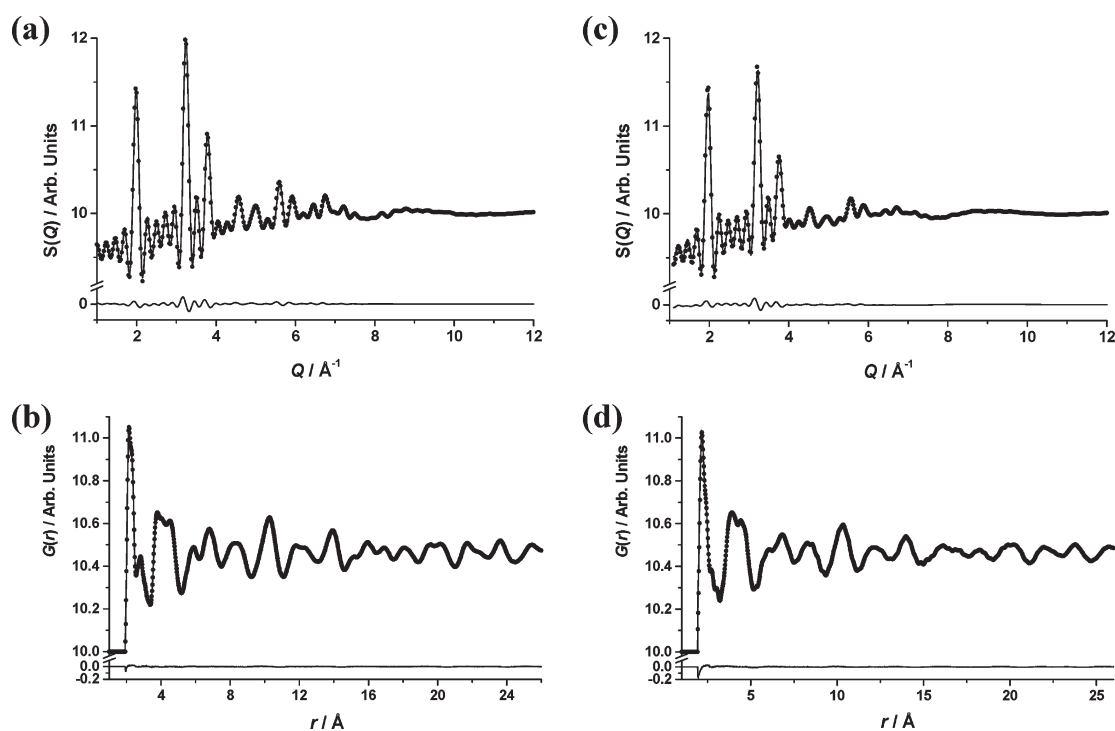 (a)
12
11
10
0
S(Q) / Arb. Units
2 4 6 8 10 12
Q / Å-1
(c)
12
11
10
0
S(Q) / Arb. Units
2 4 6 8 10 12
Q / Å-1
(b)
11.0
10.8
10.6
10.4
10.2
10.0
0.0
-0.2
G(r) / Arb. Units
4 8 12 16 20 24
r / Å
(d)
11.0
10.8
10.6
10.4
10.2
10.0
0.0
-0.2
G(r) / Arb. Units
5 10 15 20 25
r / Å